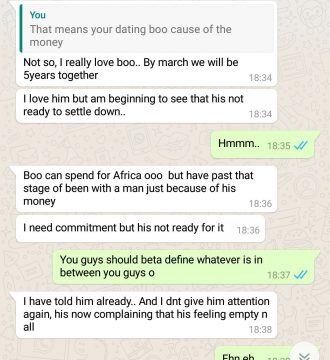 You
That means your dating boo cause of the
money
Not so, I really love boo.. By march we will be
5years together
18:34
I love him but am beginning to see that his not
ready to settle down..
18:34
Hmmm.. 18:35
Boo can spend for Africa ooo but have past that
stage of been with a man just because of his
money
18:36
I need commitment but his not ready for it 18:36
You guys should beta define whatever is in
between you guys o
18:37
I have told him already.. And I dnt give him attention
again, his now complaining that his feeling empty n
all
18:38
Ehn eh